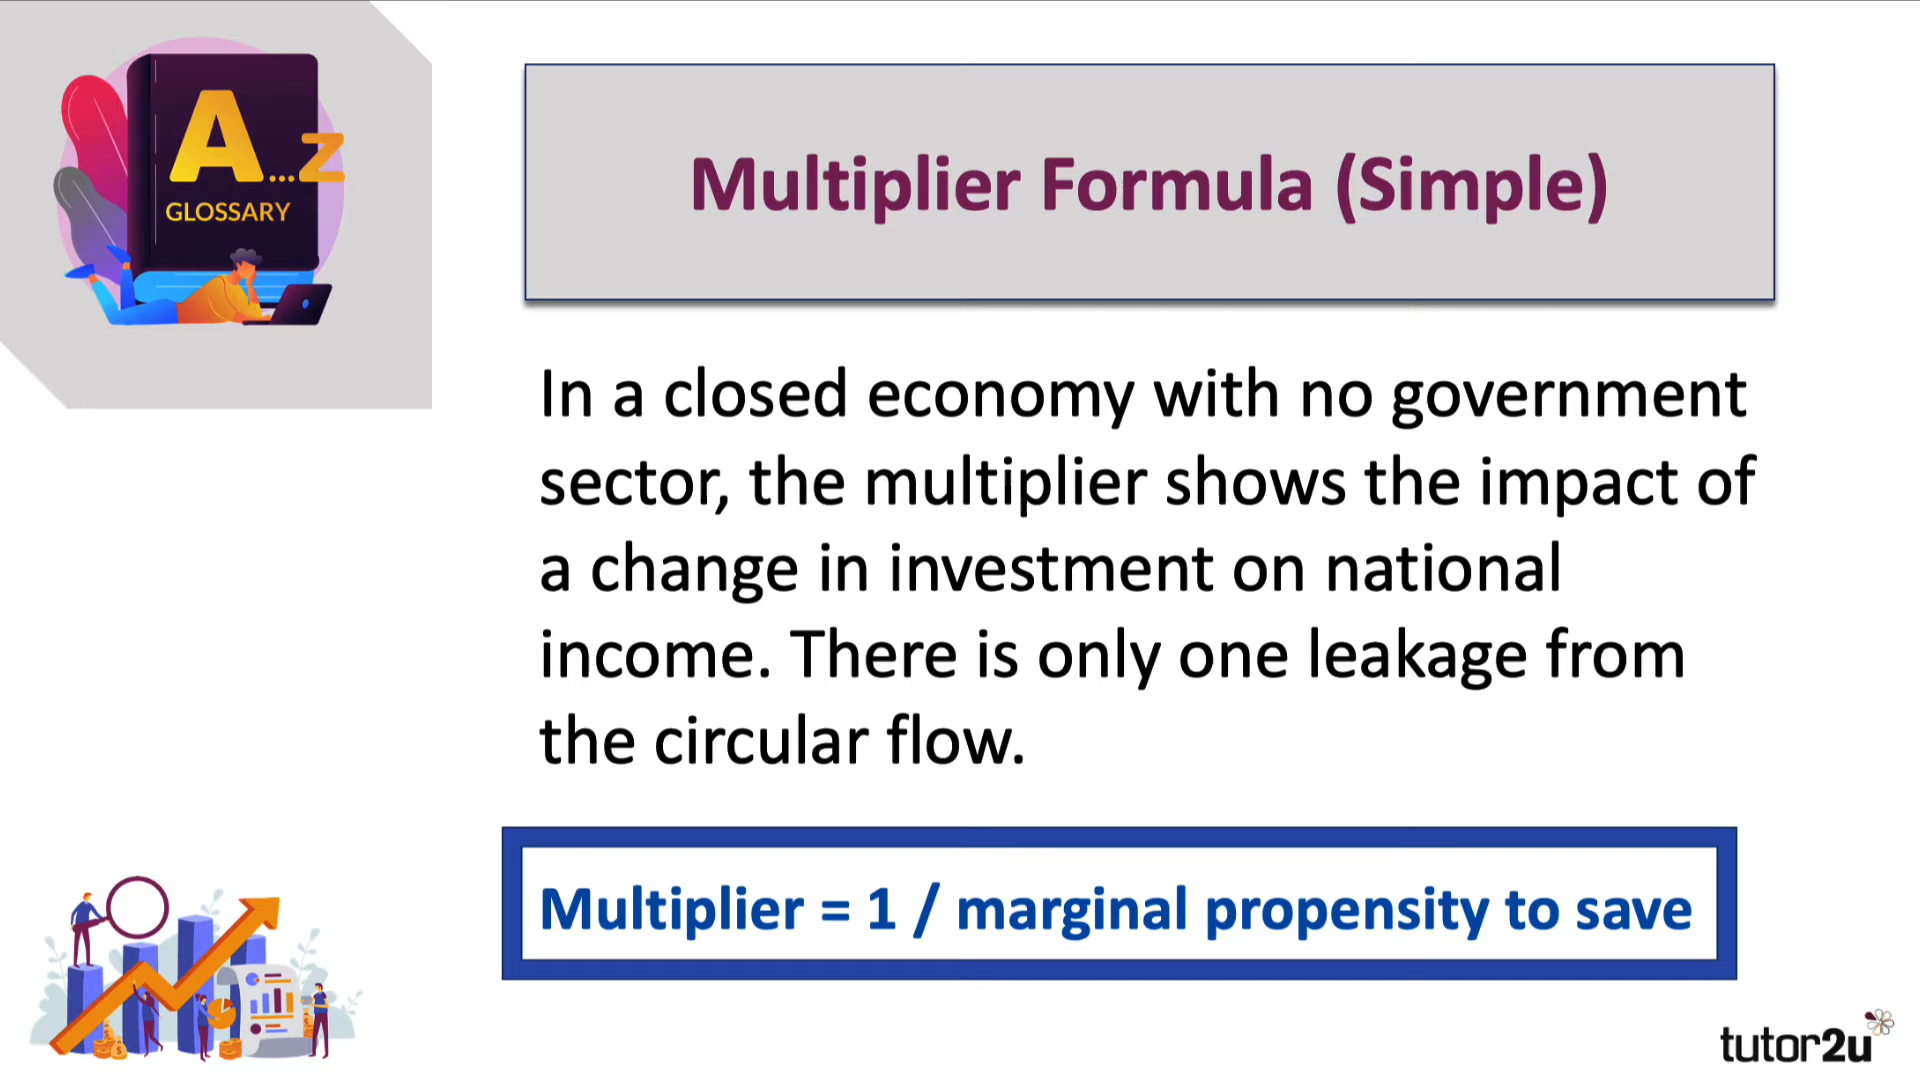 A...Z
GLOSSARY
Multiplier Formula (Simple)
In a closed economy with no government
sector, the multiplier shows the impact of
a change in investment on national
income. There is only one leakage from
the circular flow.
Multiplier = 1 / marginal propensity to save
tutor2u